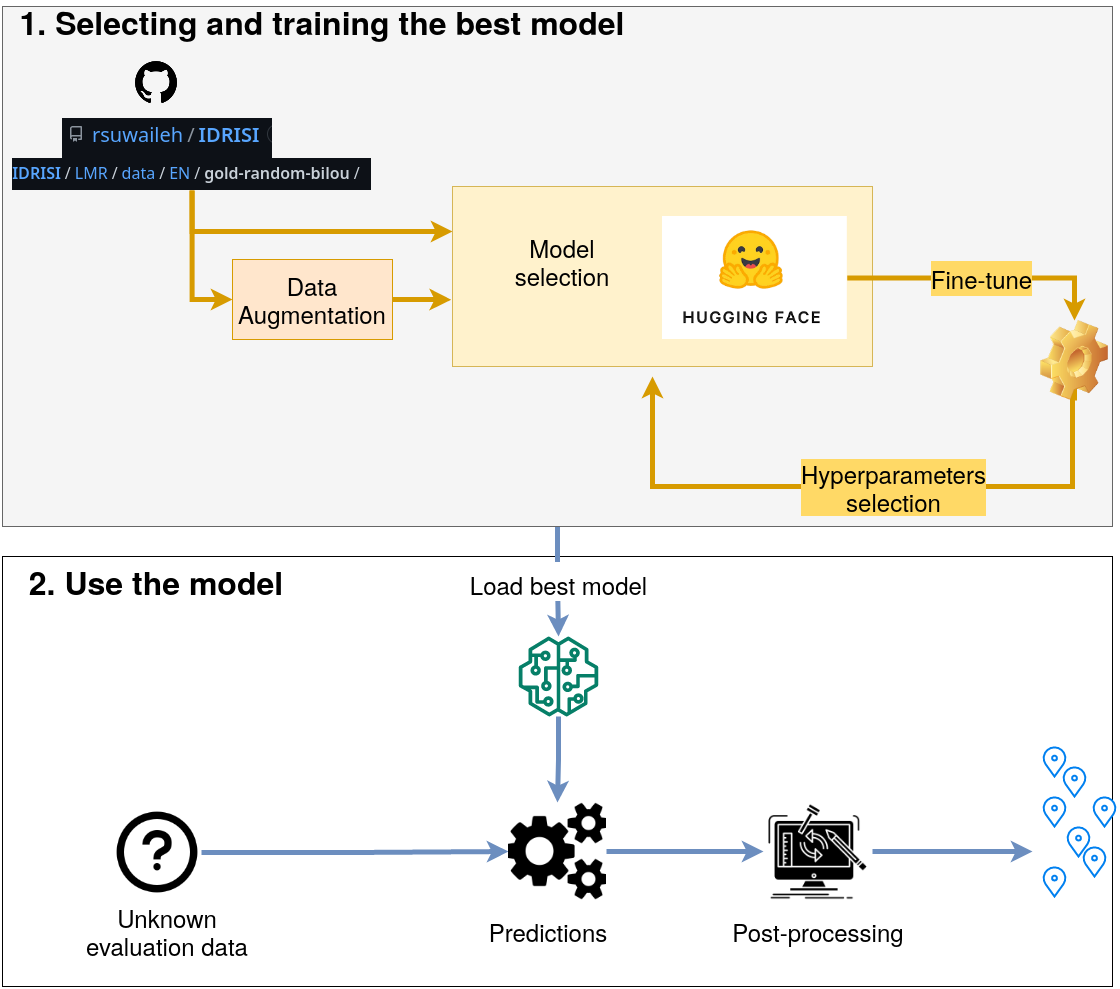 1. Selecting and training the best model
rsuwaileh / IDRISI
IDRISI / LMR / data / EN / gold-random-bilou /
Data
Augmentation
Model
selection
HUGGING FACE
Fine-tune
Hyperparameters
selection
2. Use the model
Load best model
?
Unknown
evaluation data
Predictions
Post-processing